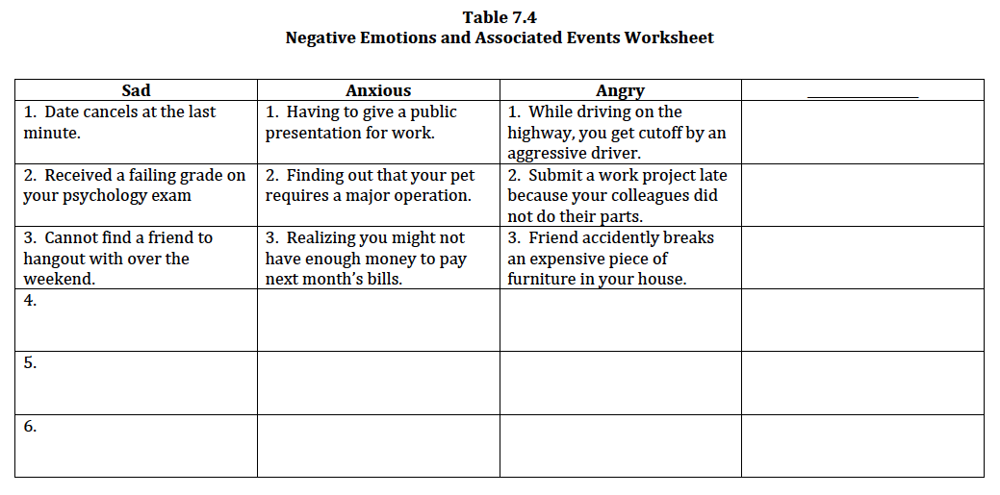 Table 7.4
Negative Emotions and Associated Events Worksheet
Sad
Anxious
Angry
1. Date cancels at the last
minute.
1. Having to give a public
presentation for work.
1. While driving on the
highway, you get cutoff by an
aggressive driver.
2. Received a failing grade on
your psychology exam
2. Finding out that your pet
requires a major operation.
2. Submit a work project late
because your colleagues did
not do their parts.
3. Cannot find a friend to
hangout with over the
weekend.
3. Realizing you might not
have enough money to pay
next month’s bills.
3. Friend accidently breaks
an expensive piece of
furniture in your house.
4.
5.
6.